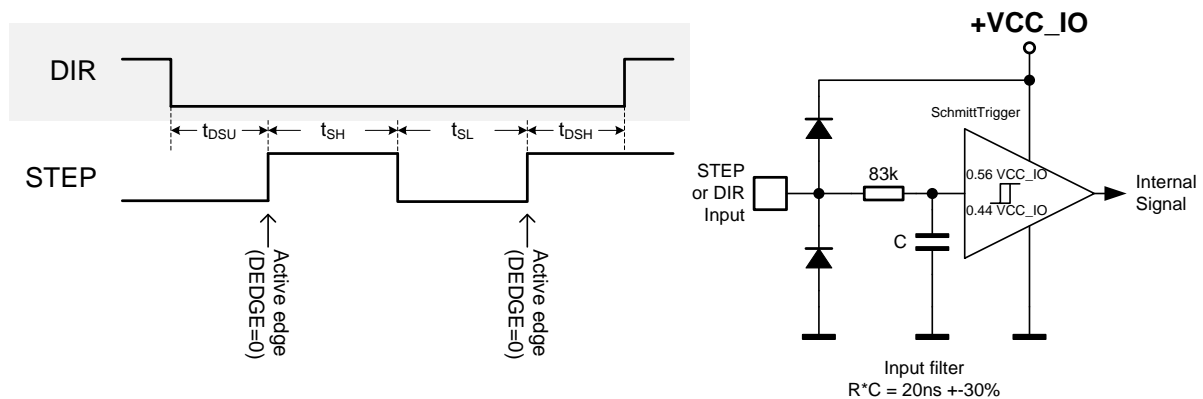 DIR
tDSU
tSH
tSL
tDSH
STEP
Active edge
(DEDGE=0)
Active edge
(DEDGE=0)
+VCC_IO
SchmittTrigger
STEP
or DIR
Input
83k
C
0.56 VCC_IO
0.44 VCC_IO
Internal
Signal
Input filter
R*C = 20ns +-30%